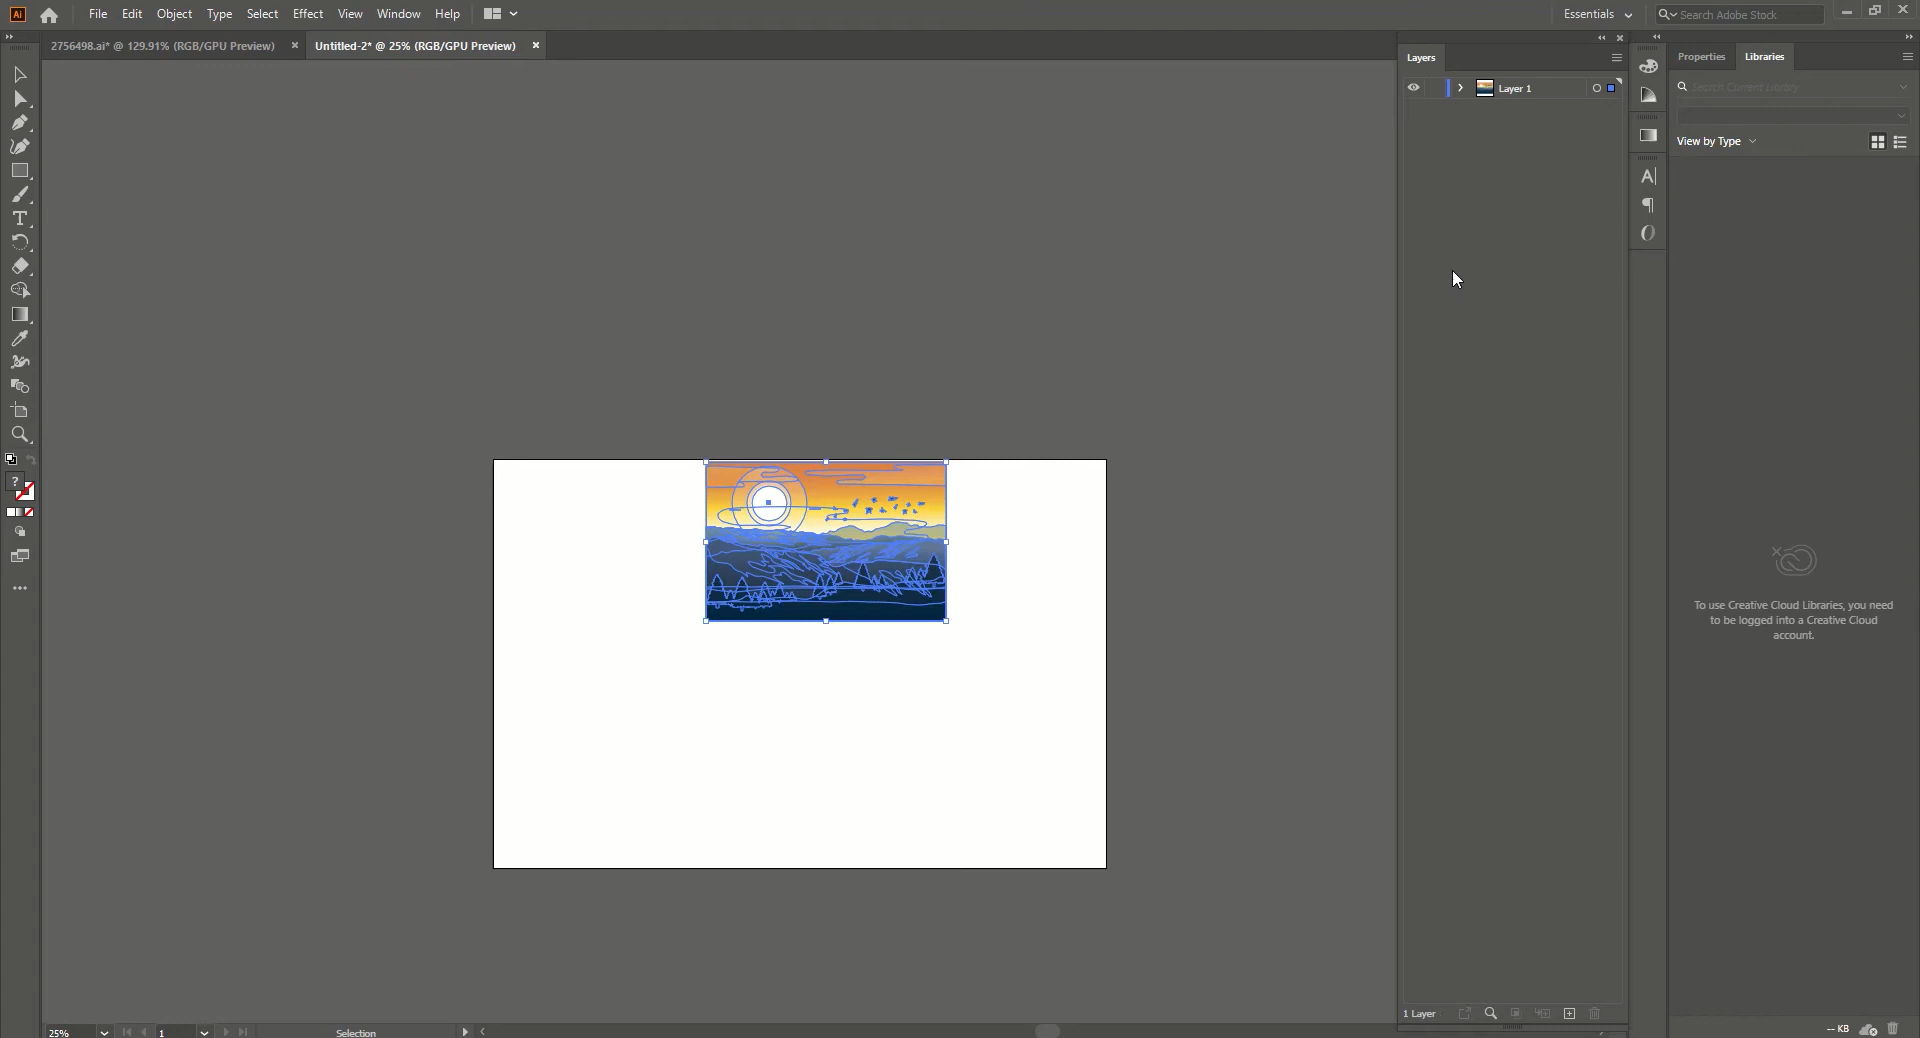 Ai
File Edit Object Type Select Effect View Window Help
Essentials
Search Adobe Stock
2756498.ai* @ 129.91% (RGB/GPU Preview) ×
Untitled-2* @ 25% (RGB/GPU Preview) ×
Layers
Layer 1
Properties
Libraries
Search Current Library
View by Type
To use Creative Cloud Libraries, you need
to be logged into a Creative Cloud
account.
25%
1
Selection
1 Layer
-- KB